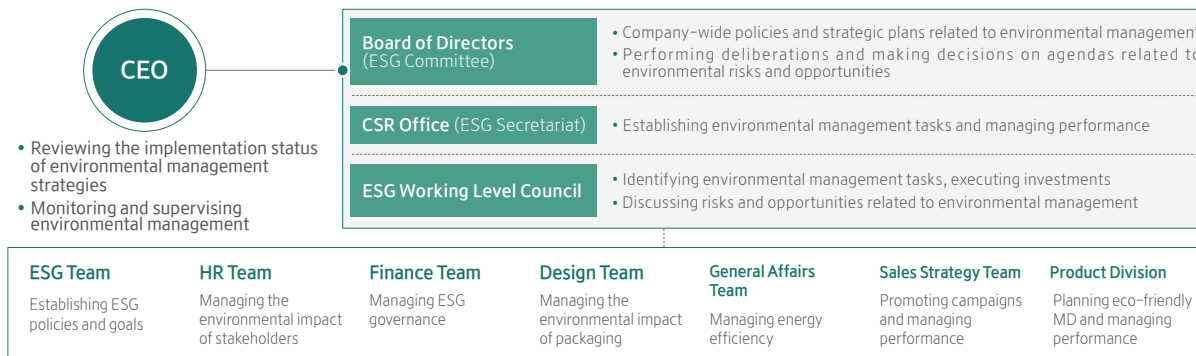 CEO
• Reviewing the implementation status
of environmental management
strategies
• Monitoring and supervising
environmental management
Board of Directors
(ESG Committee)
• Company-wide policies and strategic plans related to environmental management
• Performing deliberations and making decisions on agendas related to
environmental risks and opportunities
CSR Office (ESG Secretariat)
• Establishing environmental management tasks and managing performance
ESG Working Level Council
• Identifying environmental management tasks, executing investments
• Discussing risks and opportunities related to environmental management
ESG Team
Establishing ESG
policies and goals
HR Team
Managing the
environmental impact
of stakeholders
Finance Team
Managing ESG
governance
Design Team
Managing the
environmental impact
of packaging
General Affairs
Team
Managing energy
efficiency
Sales Strategy Team
Promoting campaigns
and managing
performance
Product Division
Planning eco-friendly
MD and managing
performance